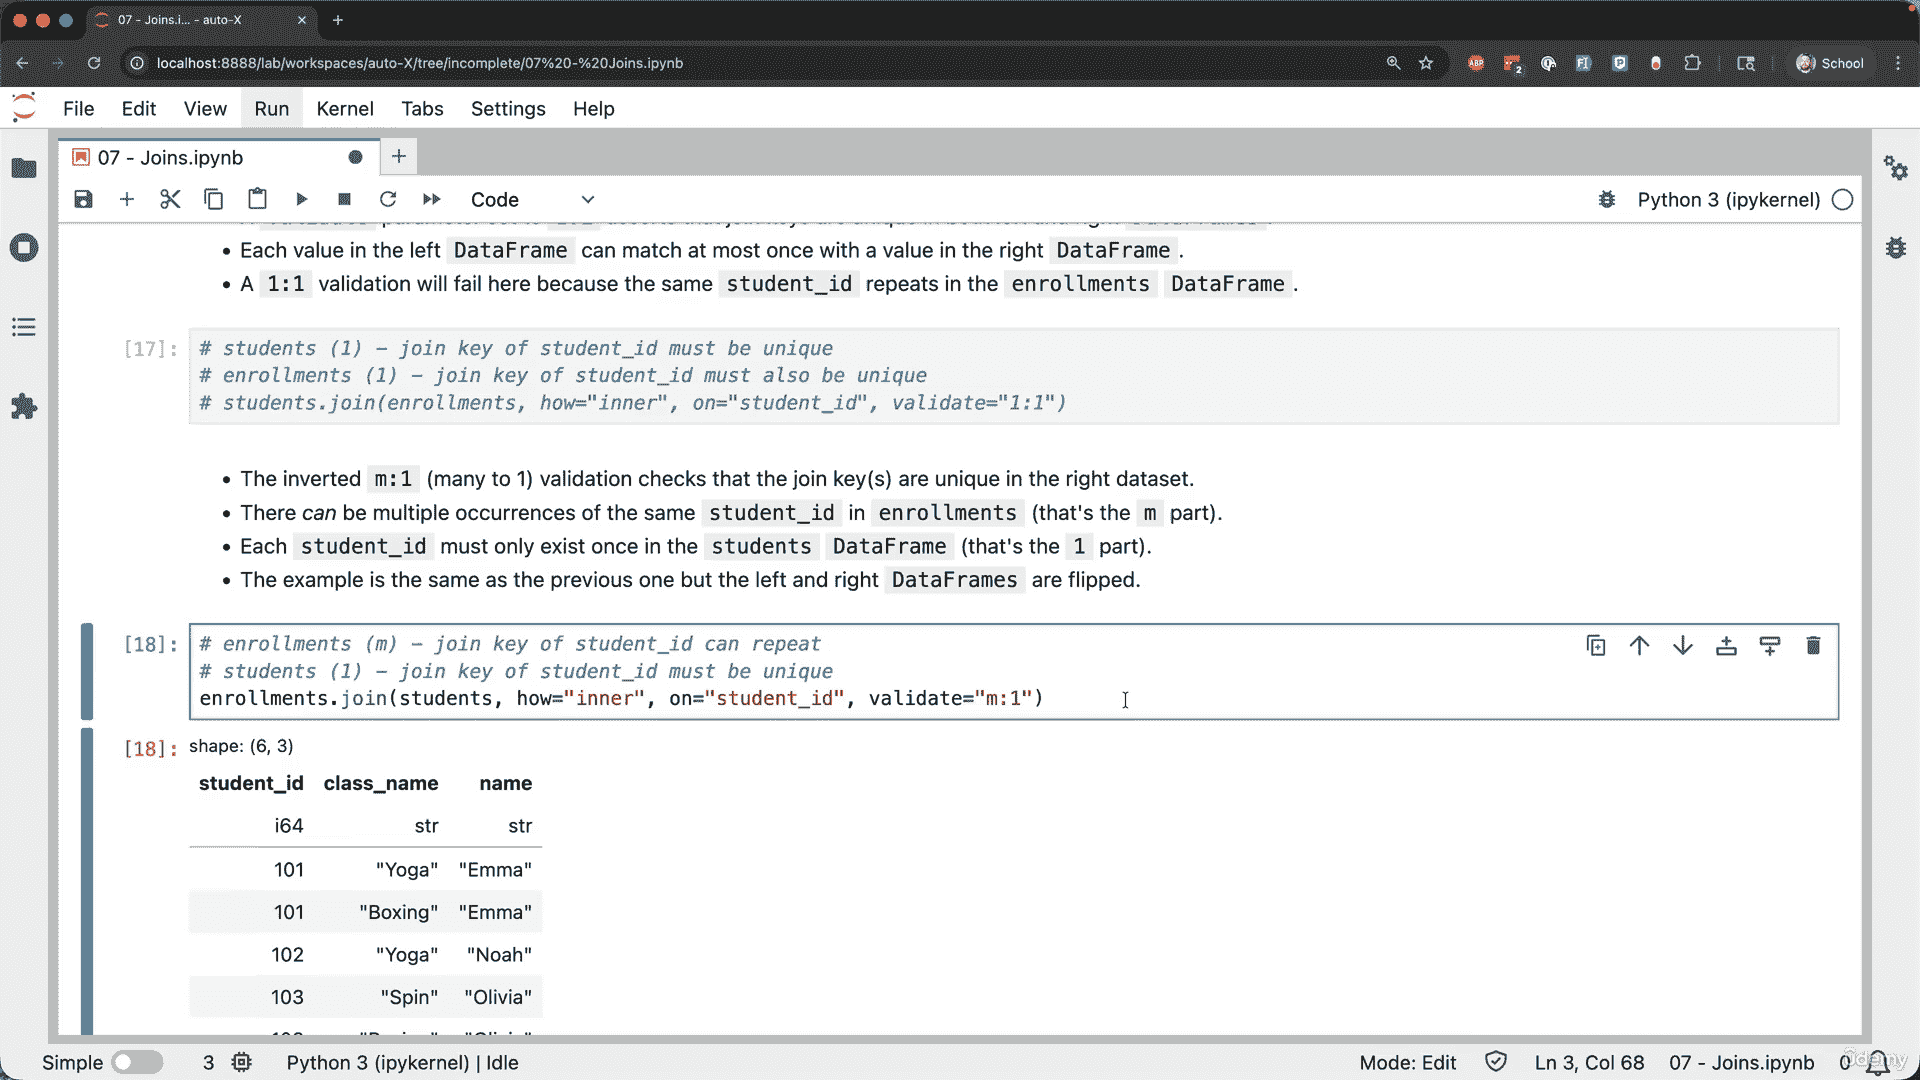 07 - Joins.i... - auto-X
localhost:8888/lab/workspaces/auto-X/tree/incomplete/07%20-%20Joins.ipynb
ABP
2
School
File Edit View Run Kernel Tabs Settings Help
07 - Joins.ipynb
Code
Python 3 (ipykernel)
Each value in the left DataFrame can match at most once with a value in the right DataFrame .
A 1:1 validation will fail here because the same student_id repeats in the enrollments DataFrame .
[17]:
# students (1) – join key of student_id must be unique
# enrollments (1) – join key of student_id must also be unique
# students.join(enrollments, how="inner", on="student_id", validate="1:1")
The inverted m:1 (many to 1) validation checks that the join key(s) are unique in the right dataset.
There can be multiple occurrences of the same student_id in enrollments (that's the m part).
Each student_id must only exist once in the students DataFrame (that's the 1 part).
The example is the same as the previous one but the left and right DataFrames are flipped.
[18]:
# enrollments (m) – join key of student_id can repeat
# students (1) – join key of student_id must be unique
enrollments.join(students, how="inner", on="student_id", validate="m:1")
[18]:
shape: (6, 3)
student_id class_name name
i64 str str
101 "Yoga" "Emma"
101 "Boxing" "Emma"
102 "Yoga" "Noah"
103 "Spin" "Olivia"
Simple 3 Python 3 (ipykernel) | Idle Mode: Edit Ln 3, Col 68 07 - Joins.ipynb 0